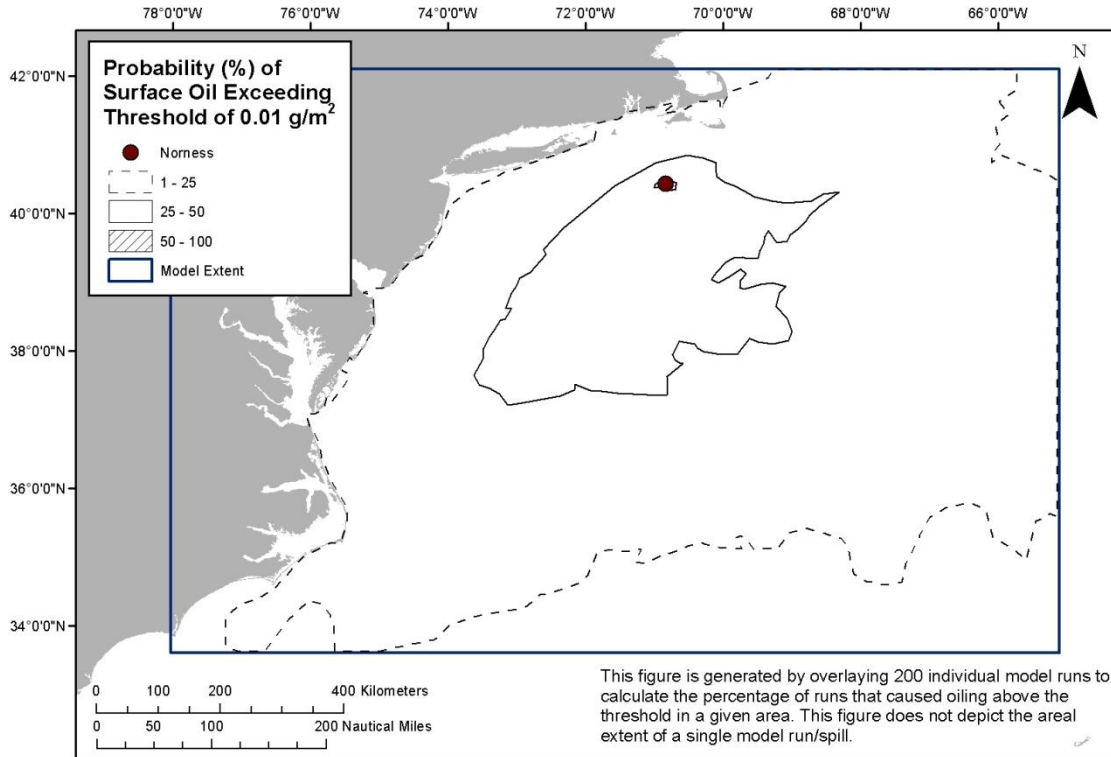 78°0'0"W 76°0'0"W 74°0'0"W 72°0'0"W 70°0'0"W 68°0'0"W 66°0'0"W
N
42°0'0"N
40°0'0"N
38°0'0"N
36°0'0"N
34°0'0"N
Probability (%) of
Surface Oil Exceeding
Threshold of 0.01 g/m²
Norness
1 - 25
25 - 50
50 - 100
Model Extent
0 100 200 400 Kilometers
0 50 100 200 Nautical Miles
This figure is generated by overlaying 200 individual model runs to
calculate the percentage of runs that caused oiling above the
threshold in a given area. This figure does not depict the areal
extent of a single model run/spill.